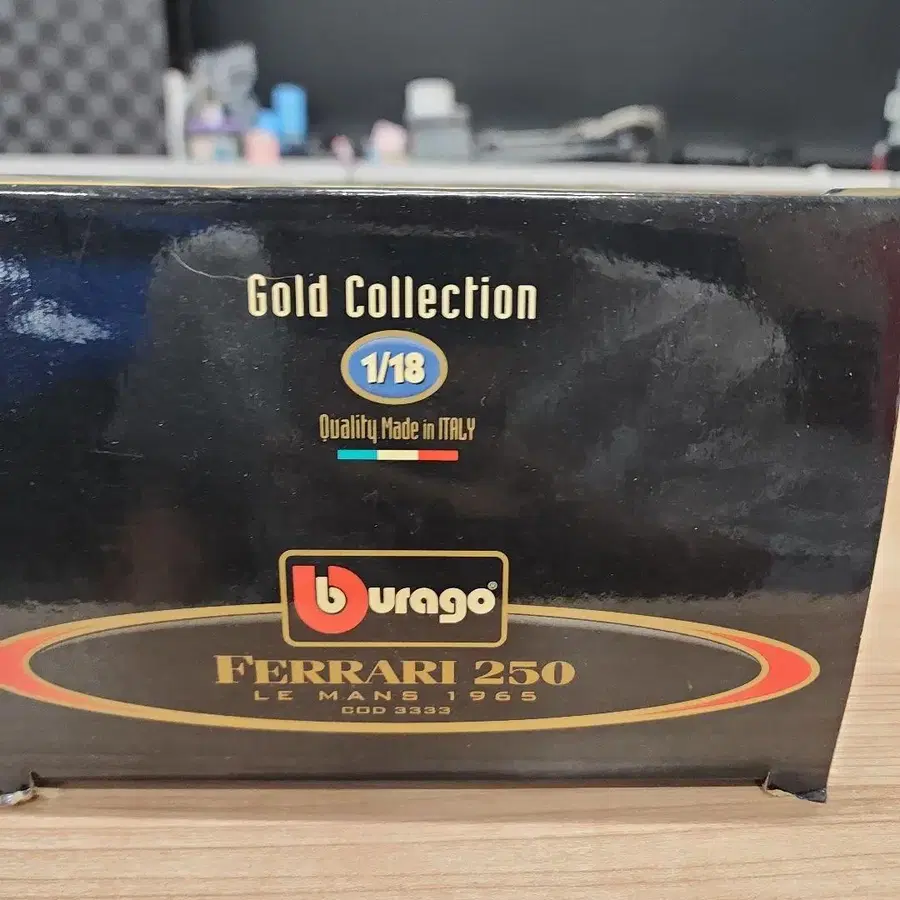 Gold Collection
1/18
Quality Made in ITALY
burago®
FERRARI 250
LE MANS 1965
COD 3333